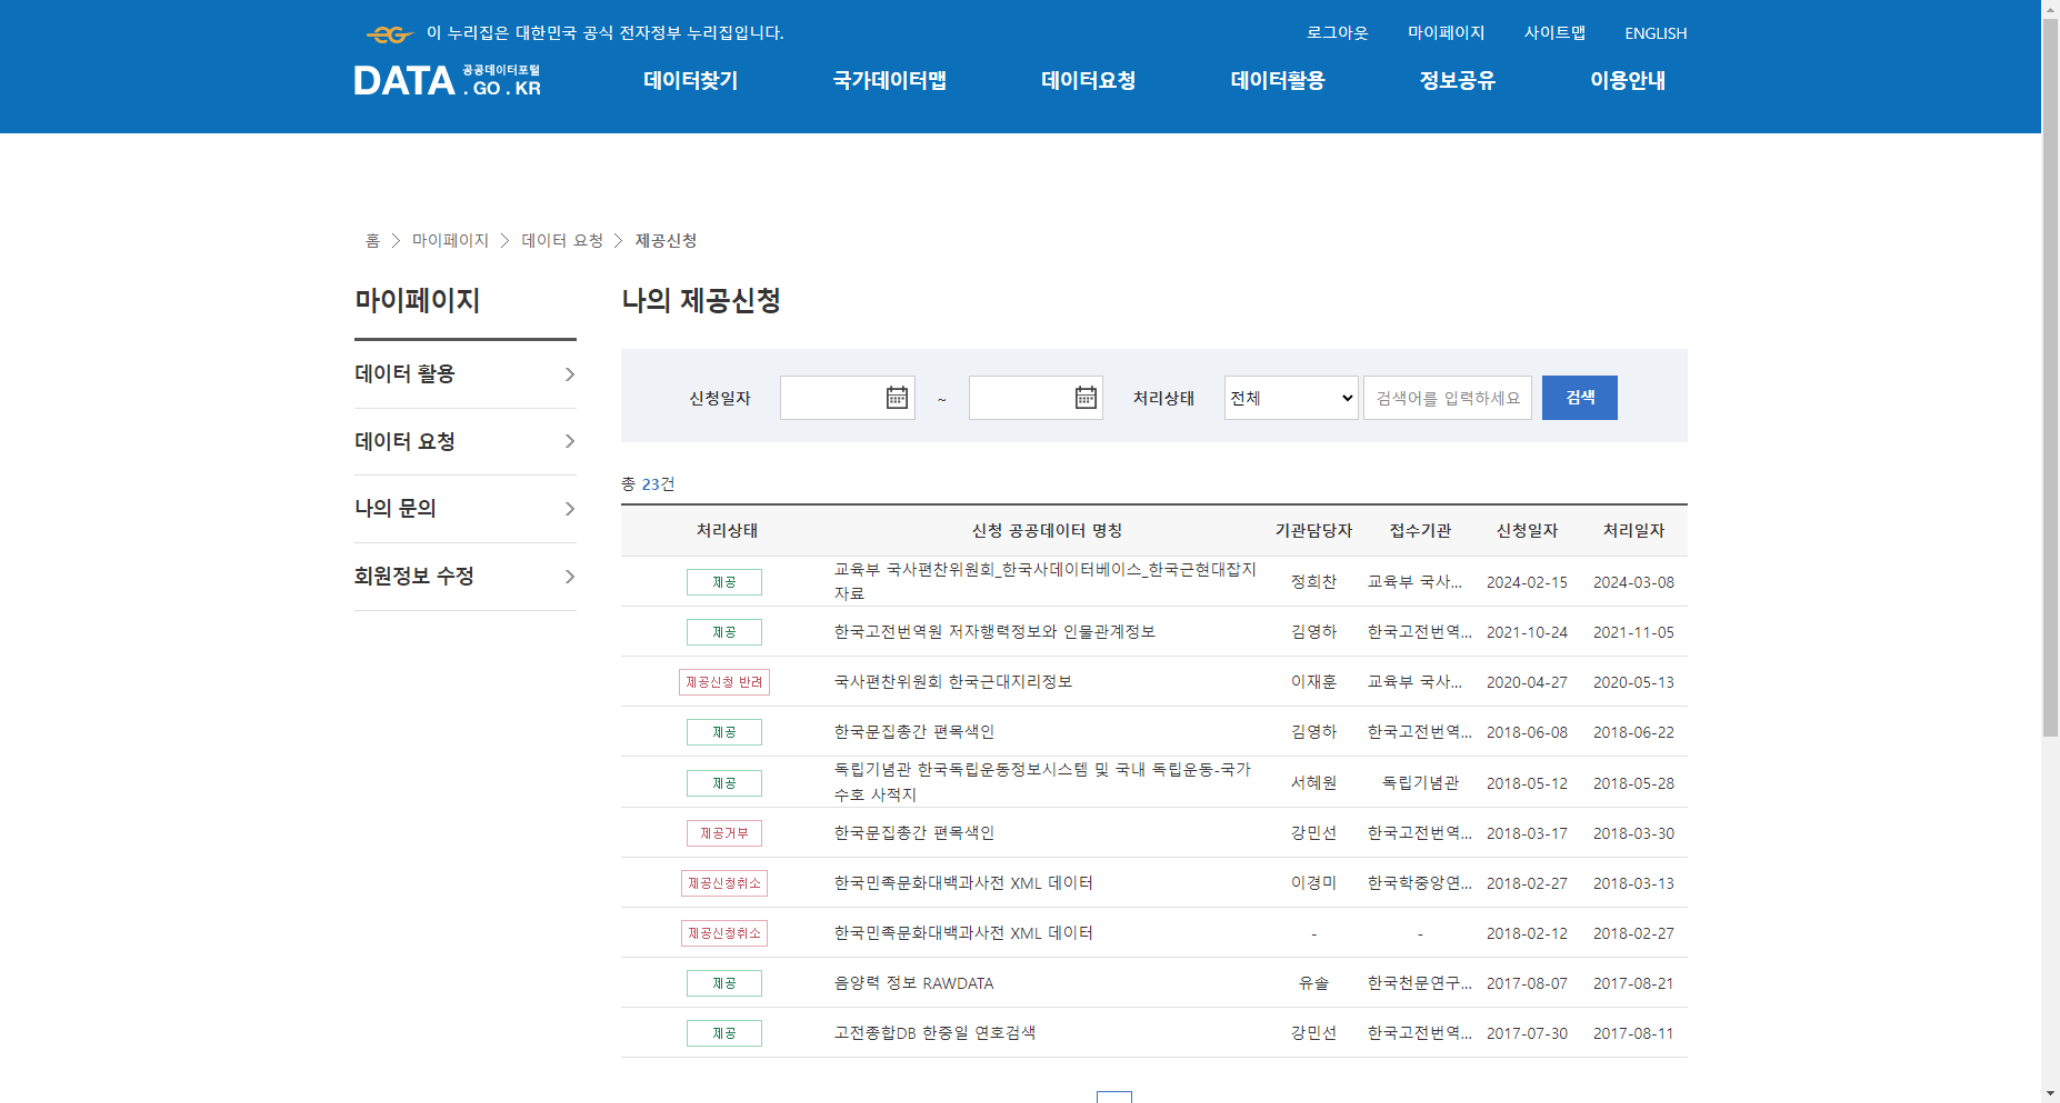 이 누리집은 대한민국 공식 전자정부 누리집입니다.
로그아웃 마이페이지 사이트맵 ENGLISH
DATA 공공데이터포털 .GO.KR
데이터찾기 국가데이터맵 데이터요청 데이터활용 정보공유 이용안내
홈 > 마이페이지 > 데이터 요청 > 제공신청
마이페이지
데이터 활용
데이터 요청
나의 문의
회원정보 수정
나의 제공신청
신청일자 ~ 처리상태 전체 검색어를 입력하세요 검색
총 23건
처리상태 신청 공공데이터 명칭 기관담당자 접수기관 신청일자 처리일자
제공 교육부 국사편찬위원회_한국사데이터베이스_한국근현대잡지
자료 정희찬 교육부 국사... 2024-02-15 2024-03-08
제공 한국고전번역원 저자행력정보와 인물관계정보 김영하 한국고전번역... 2021-10-24 2021-11-05
제공신청 반려 국사편찬위원회 한국근대지리정보 이재훈 교육부 국사... 2020-04-27 2020-05-13
제공 한국문집총간 편목색인 김영하 한국고전번역... 2018-06-08 2018-06-22
제공 독립기념관 한국독립운동정보시스템 및 국내 독립운동-국가
수호 사적지 서혜원 독립기념관 2018-05-12 2018-05-28
제공거부 한국문집총간 편목색인 강민선 한국고전번역... 2018-03-17 2018-03-30
제공신청취소 한국민족문화대백과사전 XML 데이터 이경미 한국학중앙연... 2018-02-27 2018-03-13
제공신청취소 한국민족문화대백과사전 XML 데이터 - - 2018-02-12 2018-02-27
제공 음양력 정보 RAWDATA 유솔 한국천문연구... 2017-08-07 2017-08-21
제공 고전종합DB 한중일 연호검색 강민선 한국고전번역... 2017-07-30 2017-08-11